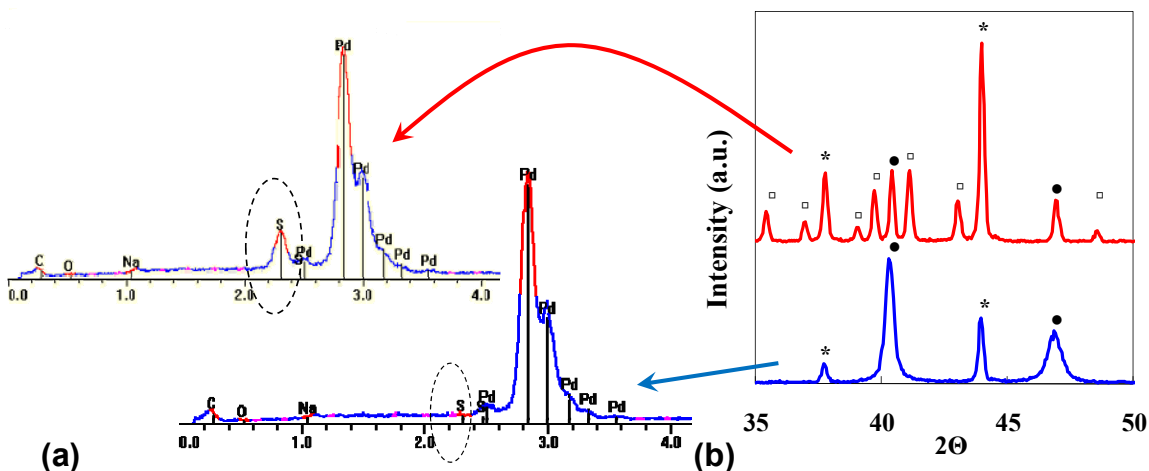 Pd
Pd
S
Pd
S
Pd
Pd
Pd
C
O
Na
0.0 1.0 2.0 3.0 4.0
Pd
Pd
Pd
Pd
Pd
Pd
S
S
C
O
Na
0.0 1.0 2.0 3.0 4.0
(a)
Intensity (a.u.)
*
*
*
*
35 40 45 50
2Θ
(b)